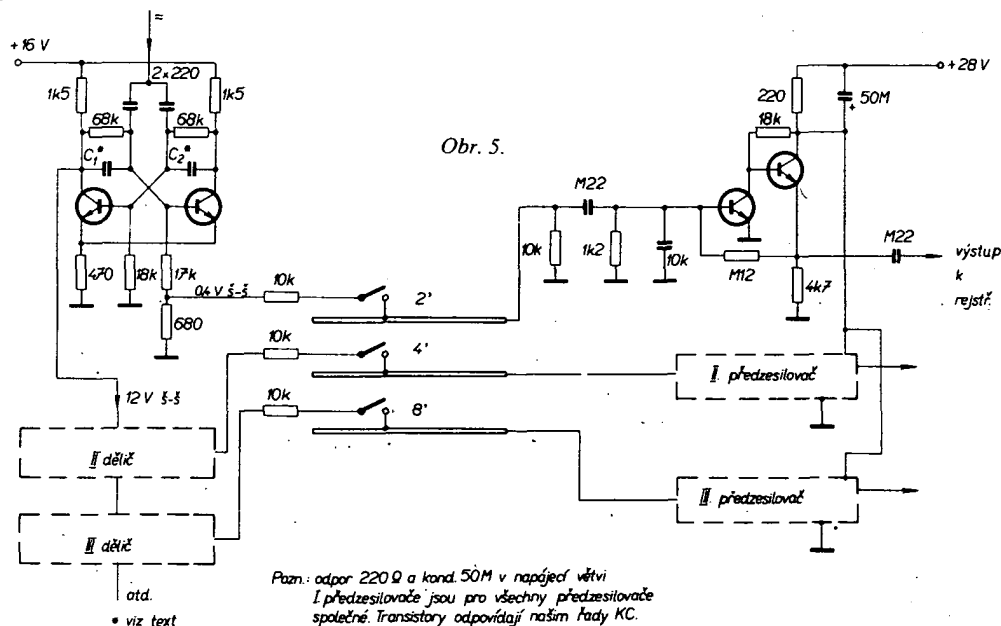 ≈
+16 V
2×220
1k5
1k5
68k
68k
C₁*
C₂*
470
18k
17k
0,4 V š-š
680
10k
2'
10k
4'
10k
8'
12 V š-š
II dělič
III dělič
atd.
• viz text
Obr. 5.
+28 V
220
50M
+
18k
M22
10k
1k2
10k
M12
4k7
M22
výstup
k
rejstř.
II. předzesilovač
III. předzesilovač
Pozn.: odpor 220 Ω a kond. 50M v napájecí větvi
I. předzesilovače jsou pro všechny předzesilovače
společné. Transistory odpovídají našim řady KC.